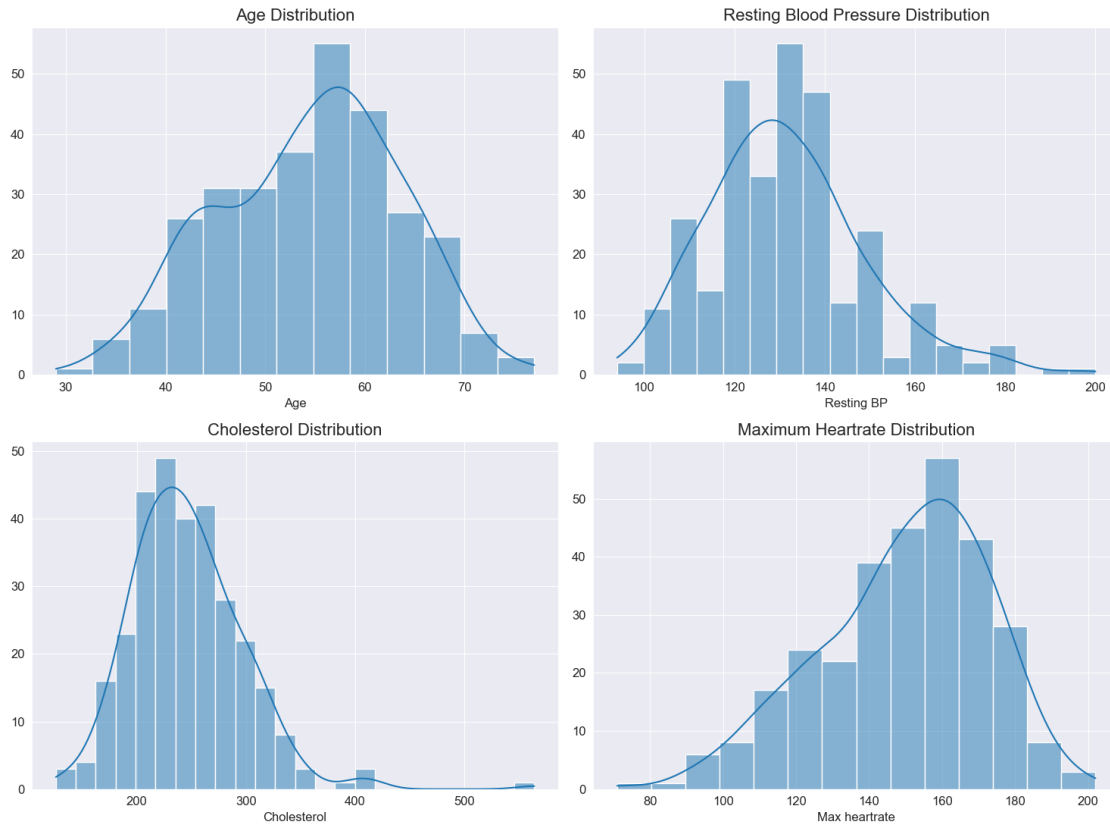 Age Distribution
50
40
30
20
10
0
30 40 50 60 70
Age
Resting Blood Pressure Distribution
50
40
30
20
10
0
100 120 140 160 180 200
Resting BP
Cholesterol Distribution
50
40
30
20
10
0
200 300 400 500
Cholesterol
Maximum Heartrate Distribution
50
40
30
20
10
0
80 100 120 140 160 180 200
Max heartrate